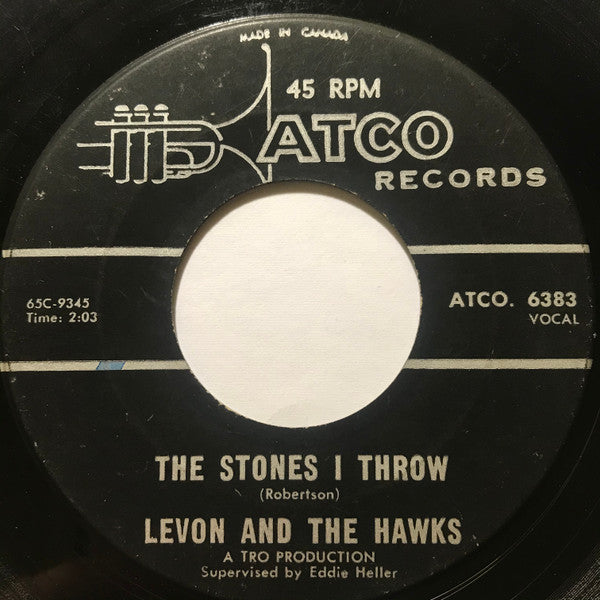 MADE IN CANADA
45 RPM
ATCO
RECORDS
65C-9345
Time: 2:03
ATCO. 6383
VOCAL
THE STONES I THROW
(Robertson)
LEVON AND THE HAWKS
A TRO PRODUCTION
Supervised by Eddie Heller